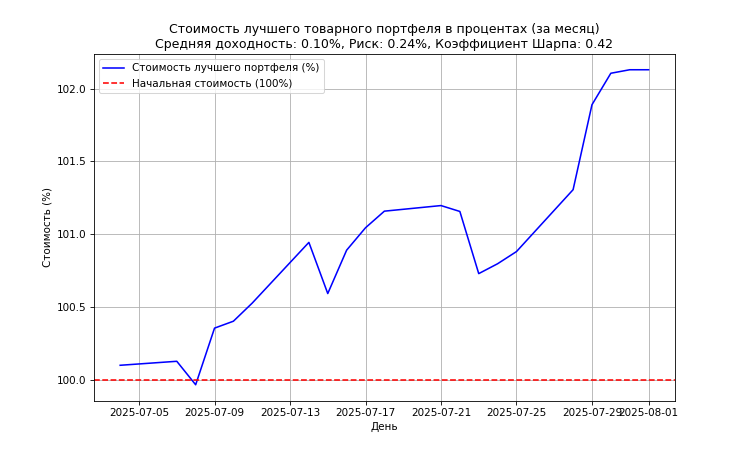 Стоимость лучшего товарного портфеля в процентах (за месяц)
Средняя доходность: 0.10%, Риск: 0.24%, Коэффициент Шарпа: 0.42
Стоимость лучшего портфеля (%)
Начальная стоимость (100%)
Стоимость (%)
102.0
101.5
101.0
100.5
100.0
2025-07-05 2025-07-09 2025-07-13 2025-07-17 2025-07-21 2025-07-25 2025-07-29 2025-08-01
День